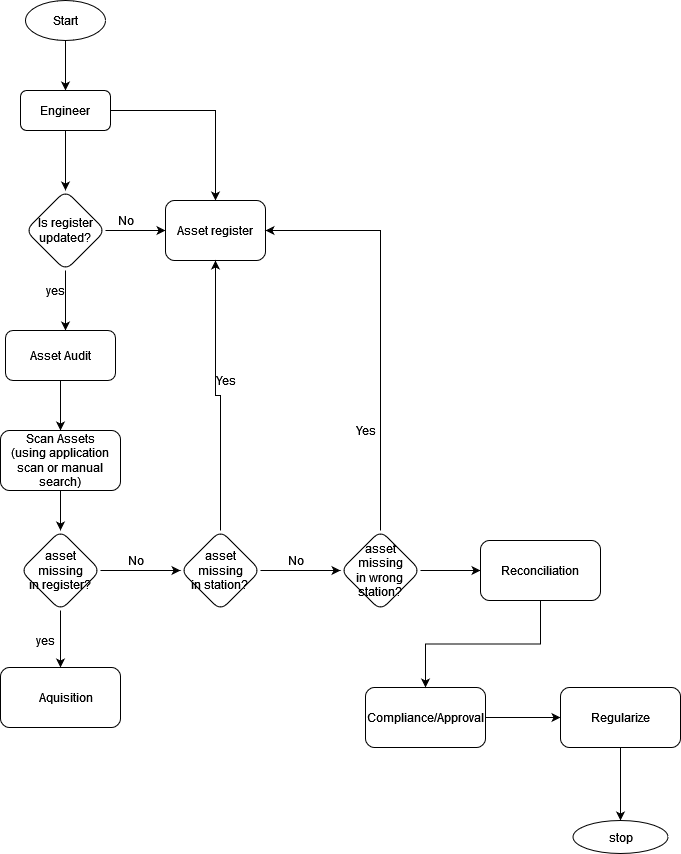 Start
Engineer
Is register
updated?
No
Asset register
yes
Asset Audit
Yes
Scan Assets
(using application
scan or manual
search)
Yes
asset
missing
in register?
No
asset
missing
in station?
No
asset
missing
in wrong
station?
Reconciliation
yes
Aquisition
Compliance/Approval
Regularize
stop